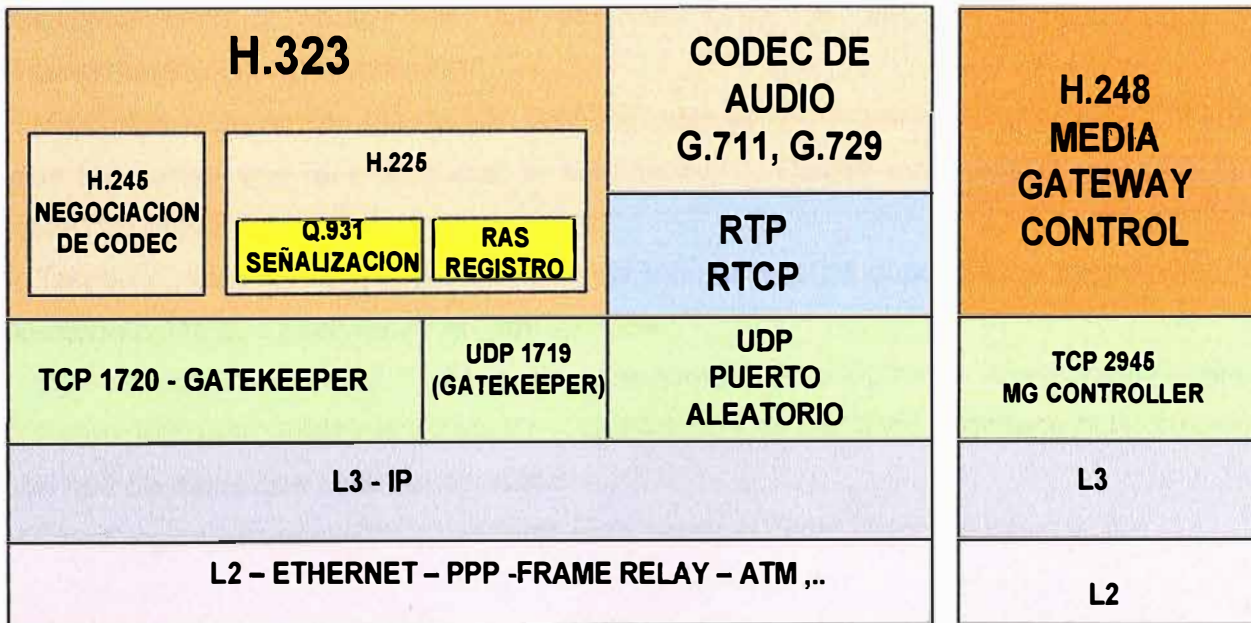 H.323
H.245
NEGOCIACION
DE CODEC
H.225
Q.931
SEÑALIZACION
RAS
REGISTRO
CODEC DE
AUDIO
G.711, G.729
RTP
RTCP
TCP 1720 - GATEKEEPER
UDP 1719
(GATEKEEPER)
UDP
PUERTO
ALEATORIO
L3 - IP
L2 – ETHERNET – PPP -FRAME RELAY – ATM ,..
H.248
MEDIA
GATEWAY
CONTROL
TCP 2945
MG CONTROLLER
L3
L2